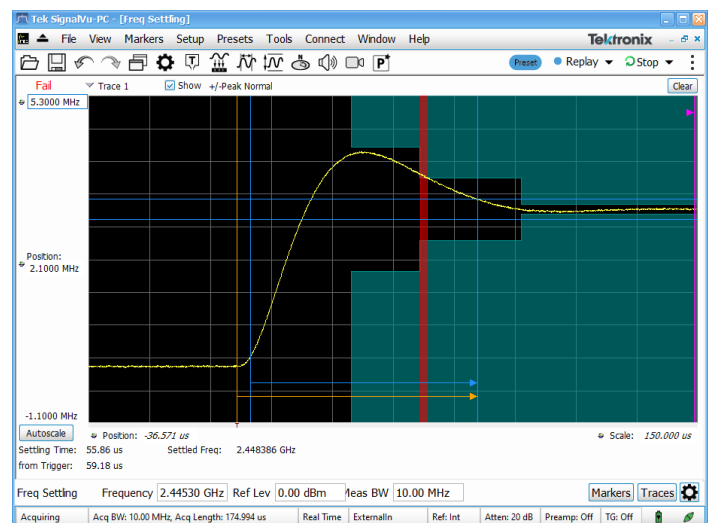 Tek SignalVu-PC - [Freq Settling]
File View Markers Setup Presets Tools Connect Window Help Tektronix
Preset Replay Stop
Fail Trace 1 Show +/-Peak Normal Clear
5.3000 MHz
Position:
2.1000 MHz
-1.1000 MHz
T
Autoscale Position: -36.571 us Scale: 150.000 us
Settling Time: 55.86 us Settled Freq: 2.448386 GHz
from Trigger: 59.18 us
Freq Settling Frequency 2.44530 GHz Ref Lev 0.00 dBm Meas BW 10.00 MHz Markers Traces
Acquiring Acq BW: 10.00 MHz, Acq Length: 174.994 us Real Time ExternalIn Ref: Int Atten: 20 dB Preamp: Off TG: Off